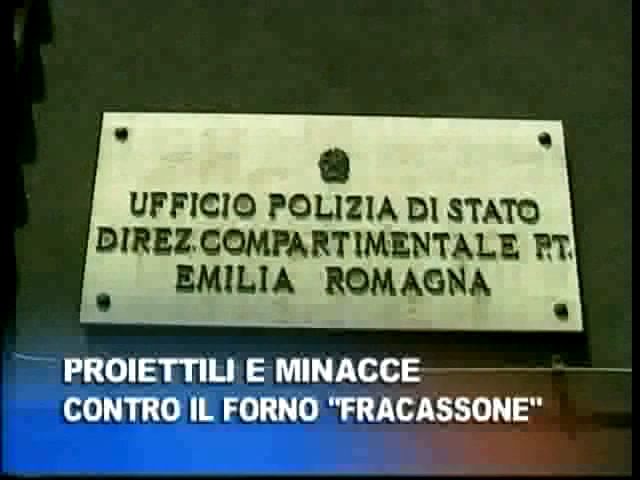 UFFICIO POLIZIA DI STATO
DIREZ.COMPARTIMENTALE P.T.
EMILIA ROMAGNA
PROIETTILI E MINACCE
CONTRO IL FORNO "FRACASSONE"